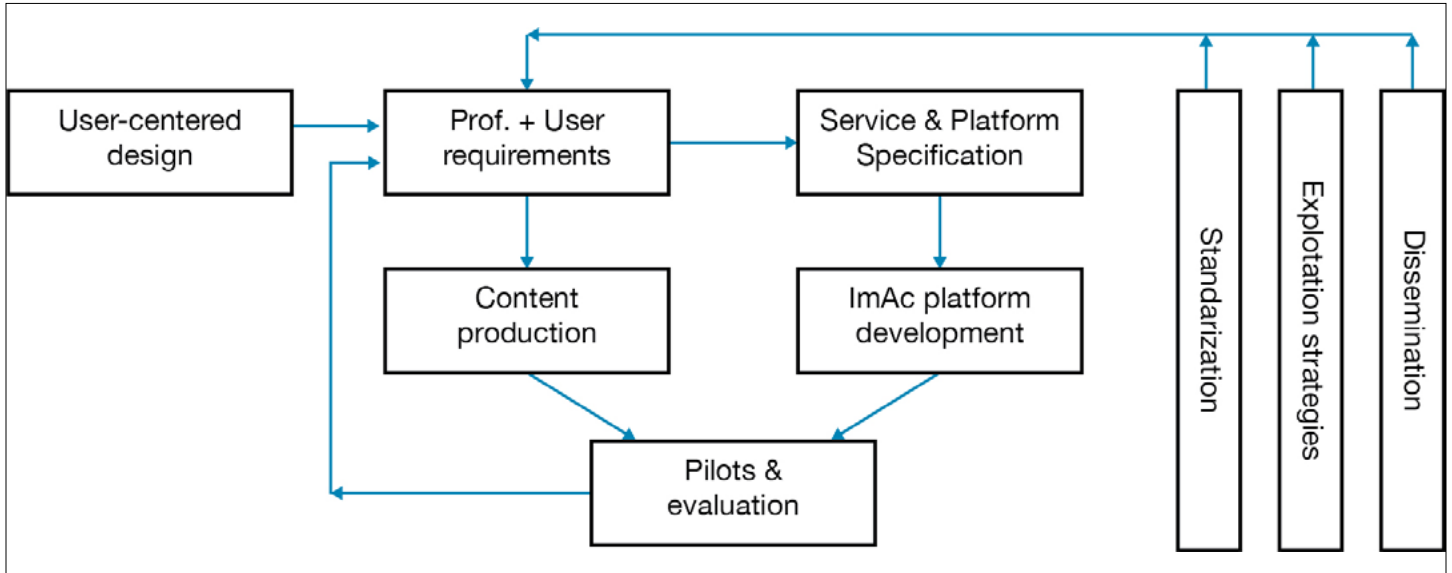 User-centered
design
Prof. + User
requirements
Service & Platform
Specification
Content
production
ImAc platform
development
Pilots &
evaluation
Standarization
Explotation strategies
Dissemination